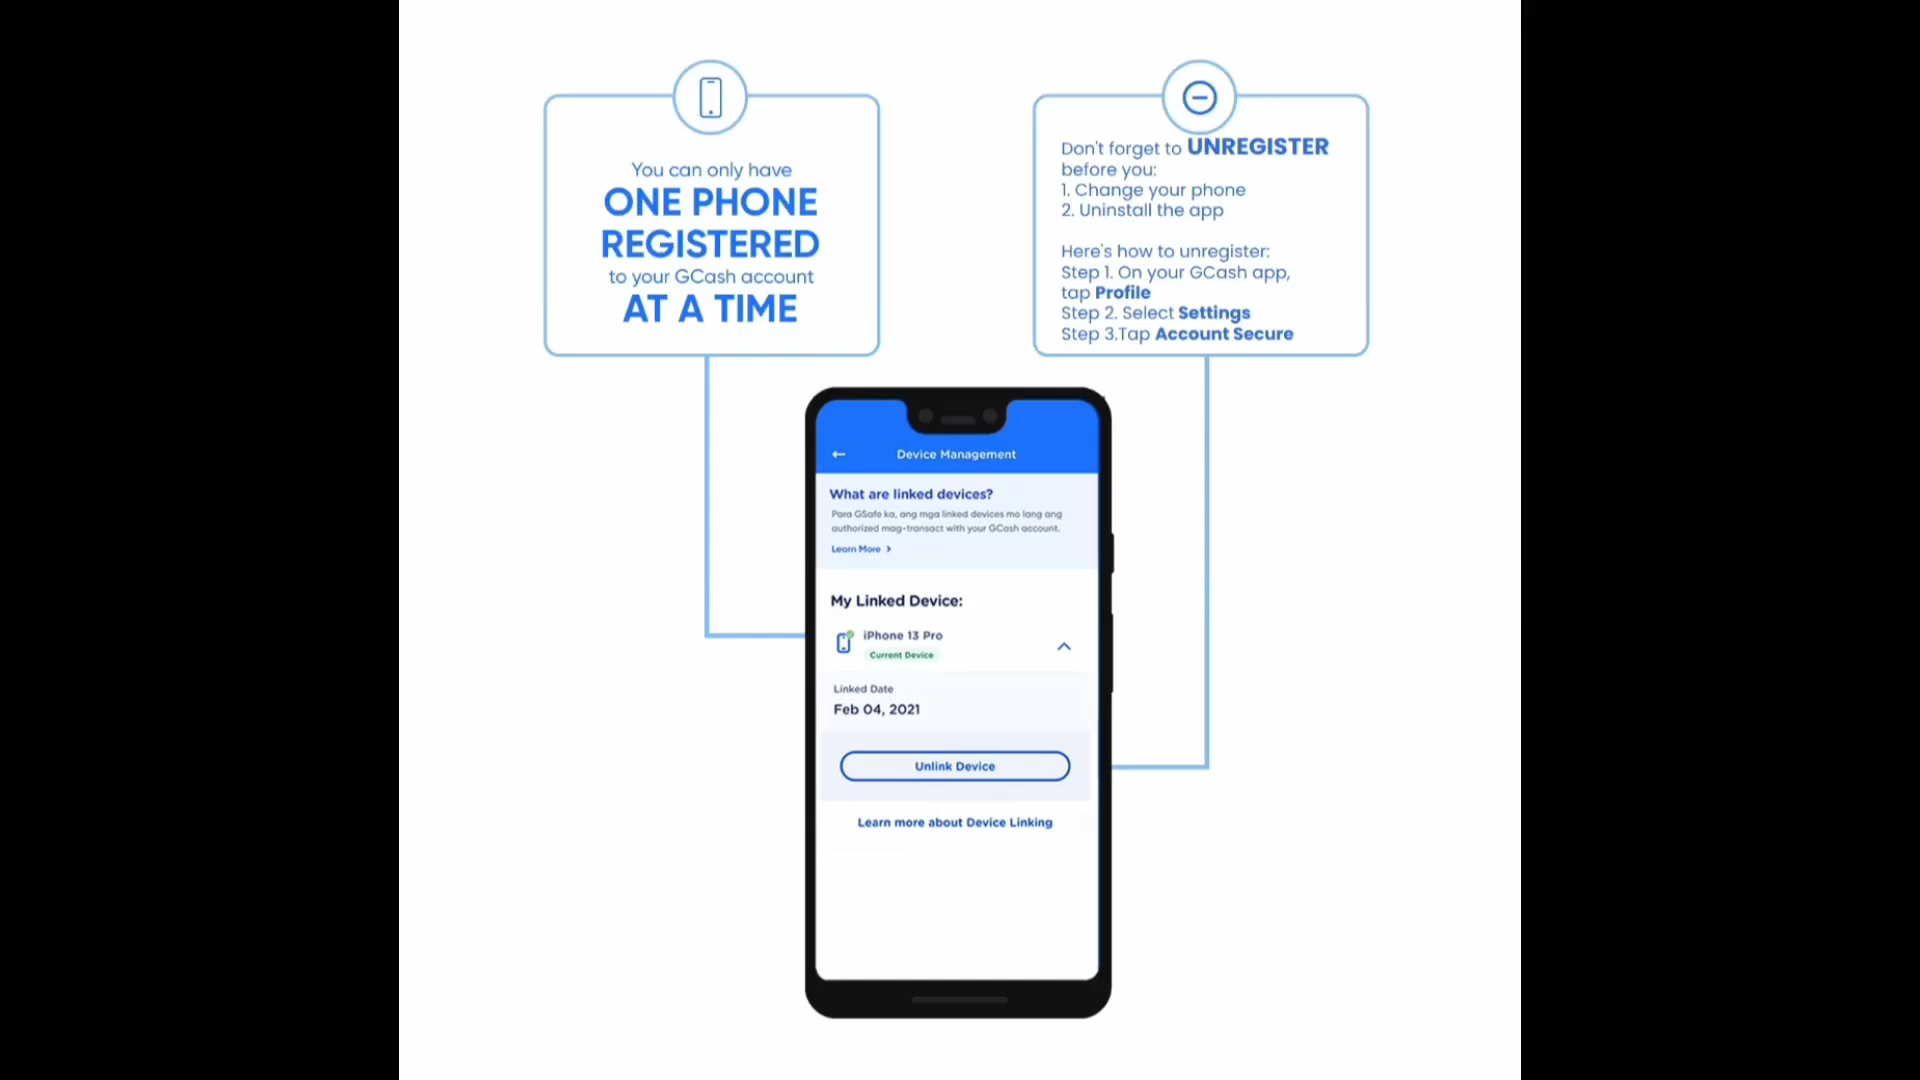 You can only have
ONE PHONE
REGISTERED
to your GCash account
AT A TIME
Don't forget to UNREGISTER
before you:
1. Change your phone
2. Uninstall the app
Here's how to unregister:
Step 1. On your GCash app,
tap Profile
Step 2. Select Settings
Step 3.Tap Account Secure
Device Management
What are linked devices?
Para GSafe ka, ang mga linked devices mo lang ang
authorized mag-transact with your GCash account.
Learn More >
My Linked Device:
iPhone 13 Pro
Current Device
Linked Date
Feb 04, 2021
Unlink Device
Learn more about Device Linking